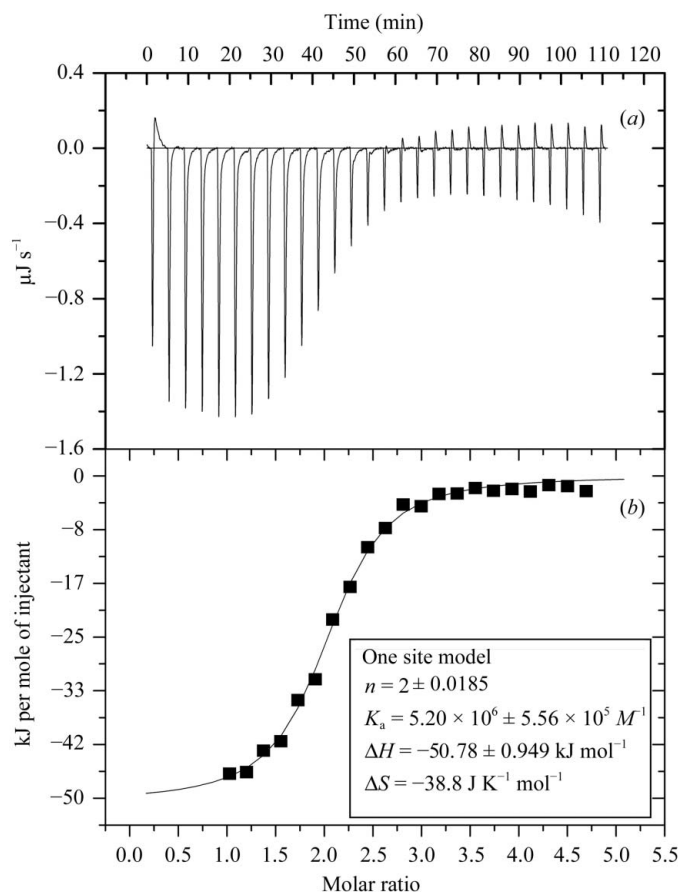 Time (min)
0 10 20 30 40 50 60 70 80 90 100 110 120
0.4
(a)
0.0
−0.4
µJ s⁻¹
−0.8
−1.2
−1.6
0
(b)
−8
−17
−25
kJ per mole of injectant
−33
−42
−50
One site model
n = 2 ± 0.0185
Kₐ = 5.20 × 10⁶ ± 5.56 × 10⁵ M⁻¹
ΔH = −50.78 ± 0.949 kJ mol⁻¹
ΔS = −38.8 J K⁻¹ mol⁻¹
0.0 0.5 1.0 1.5 2.0 2.5 3.0 3.5 4.0 4.5 5.0 5.5
Molar ratio